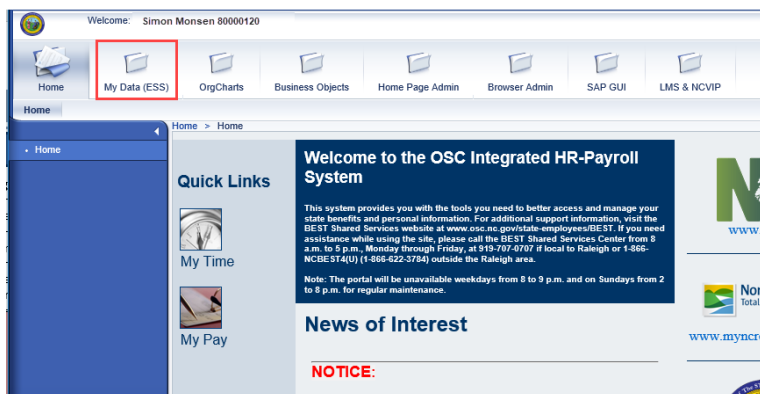 Welcome: Simon Monsen 80000120
Home
My Data (ESS)
OrgCharts
Business Objects
Home Page Admin
Browser Admin
SAP GUI
LMS & NCVIP
Home
Home > Home
• Home
Quick Links
My Time
My Pay
Welcome to the OSC Integrated HR-Payroll
System
This system provides you with the tools you need to better access and manage your
state benefits and personal information. For additional support information, visit the
BEST Shared Services website at www.osc.nc.gov/state-employees/BEST. If you need
assistance while using the site, please call the BEST Shared Services Center from 8
a.m. to 5 p.m., Monday through Friday, at 919-707-0707 if local to Raleigh or 1-866-
NCBEST4(U) (1-866-622-3784) outside the Raleigh area.
Note: The portal will be unavailable weekdays from 8 to 9 p.m. and on Sundays from 2
to 8 p.m. for regular maintenance.
News of Interest
NOTICE:
www.
Nor
Total
www.myncre